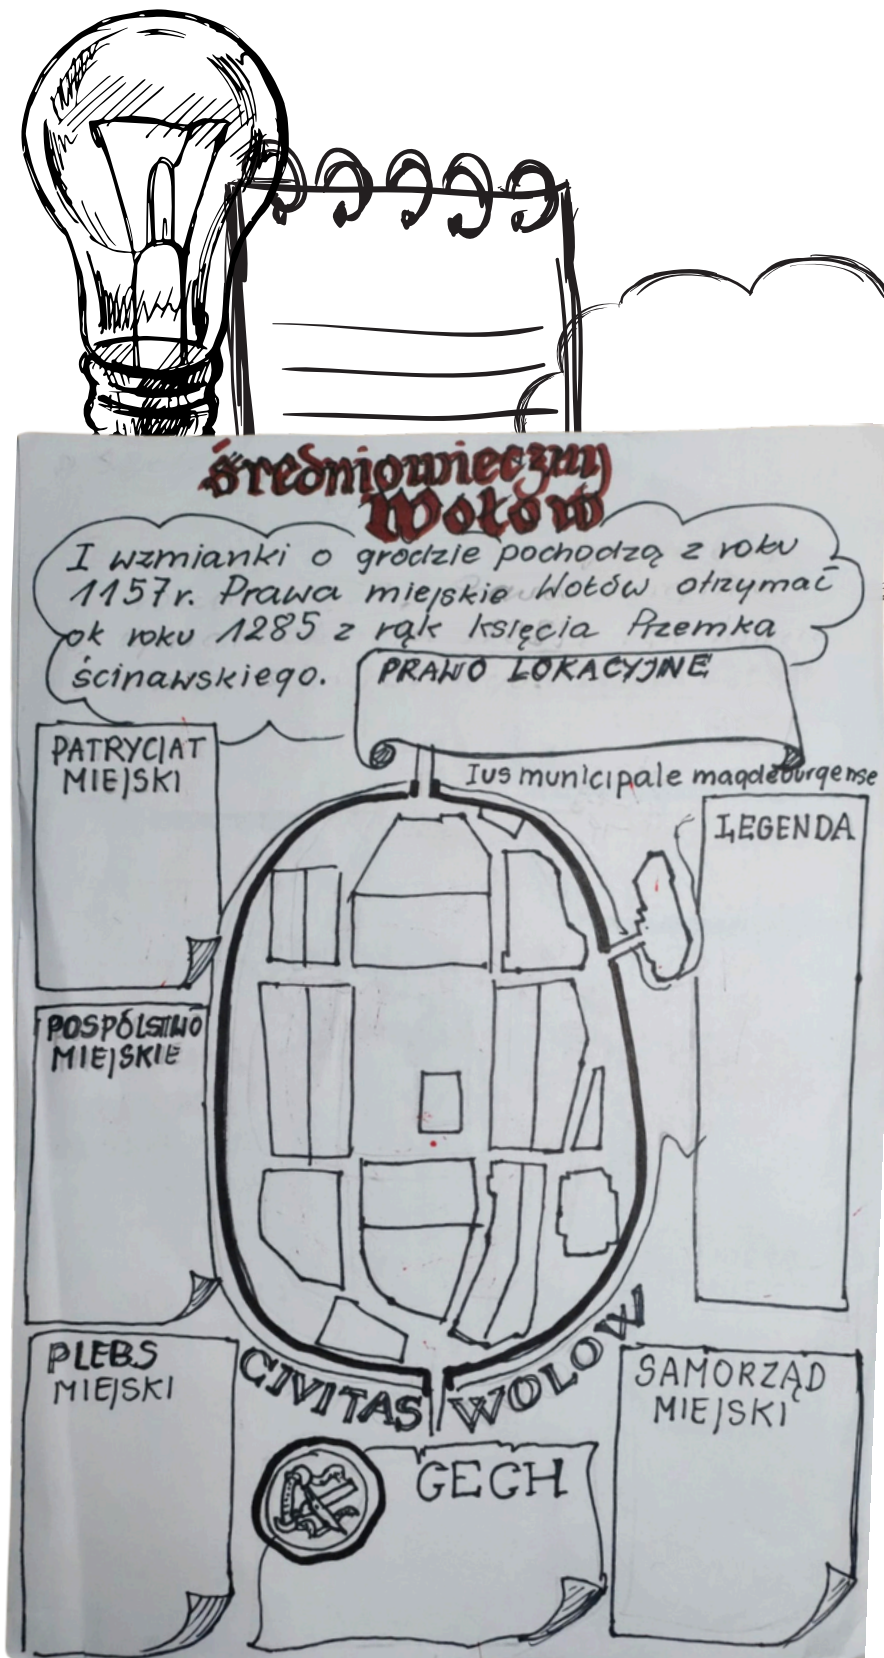 średniowieczny
Wołów
I wzmianki o grodzie pochodzą z roku
1157r. Prawa miejskie Wołów otrzymał
ok roku 1285 z rąk księcia Przemka
ścinawskiego.
PRAWO LOKACYJNE
Ius municipale magdeburgense
PATRYCJAT
MIEJSKI
LEGENDA
POSPÓLSTWO
MIEJSKIE
PLEBS
MIEJSKI
CIVITAS WOLOW
SAMORZĄD
MIEJSKI
CECH